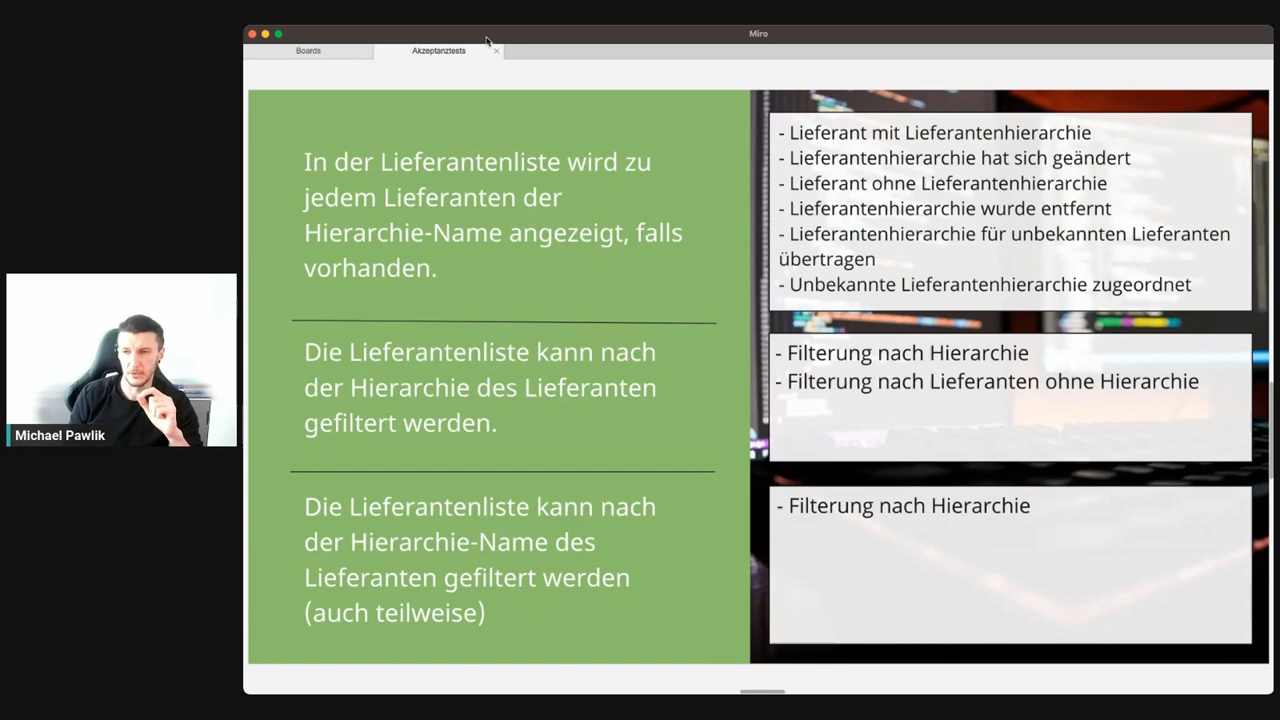 Miro
Boards
Akzeptanztests
In der Lieferantenliste wird zu
jedem Lieferanten der
Hierarchie-Name angezeigt, falls
vorhanden.
- Lieferant mit Lieferantenhierarchie
- Lieferantenhierarchie hat sich geändert
- Lieferant ohne Lieferantenhierarchie
- Lieferantenhierarchie wurde entfernt
- Lieferantenhierarchie für unbekannten Lieferanten
übertragen
- Unbekannte Lieferantenhierarchie zugeordnet
Die Lieferantenliste kann nach
der Hierarchie des Lieferanten
gefiltert werden.
- Filterung nach Hierarchie
- Filterung nach Lieferanten ohne Hierarchie
Die Lieferantenliste kann nach
der Hierarchie-Name des
Lieferanten gefiltert werden
(auch teilweise)
- Filterung nach Hierarchie
Michael Pawlik